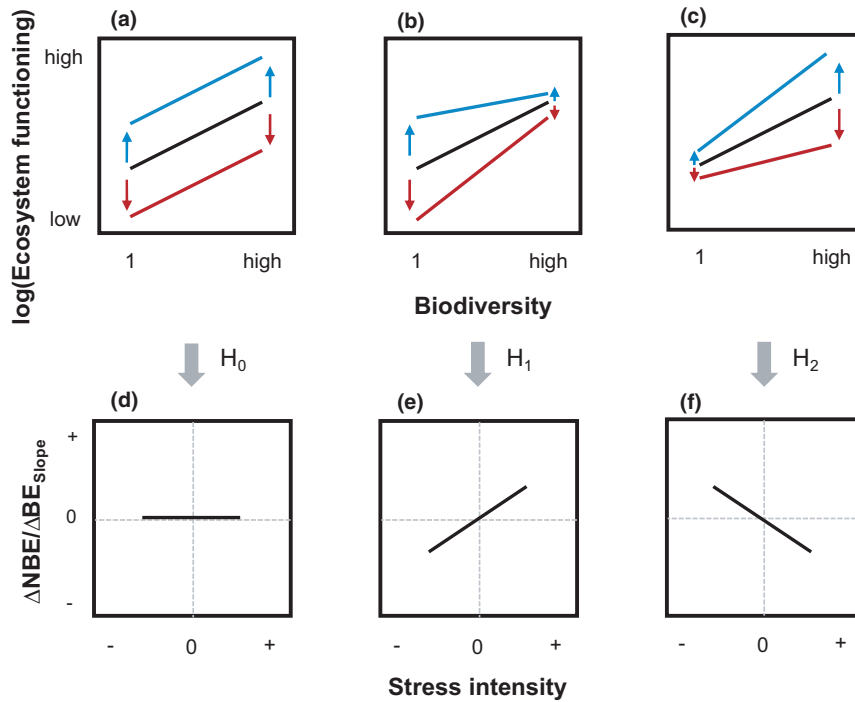 (a)
(b)
(c)
log(Ecosystem functioning)
high
low
1
high
1
high
1
high
Biodiversity
H0
H1
H2
(d)
(e)
(f)
ΔNBE/ΔBESlope
+
0
-
-
0
+
-
0
+
-
0
+
Stress intensity